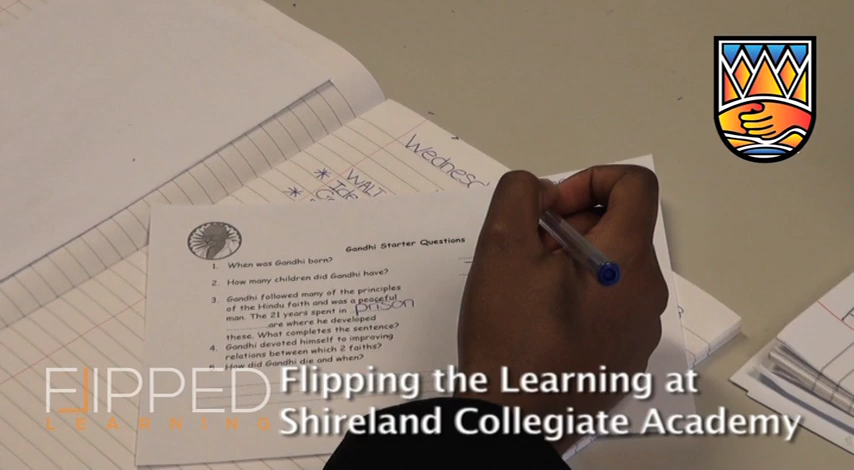 Wednesd
* WALT
*
Gandhi Starter Questions
1. When was Gandhi born?
2. How many children did Gandhi have?
3. Gandhi followed many of the principles
of the Hindu faith and was a peaceful
man. The 21 years spent in prison
............are where he developed
these. What completes the sentence?
4. Gandhi devoted himself to improving
relations between which 2 faiths?
5. How did Gandhi die and when?
FLIPPED
LEARNING
Flipping the Learning at
Shireland Collegiate Academy